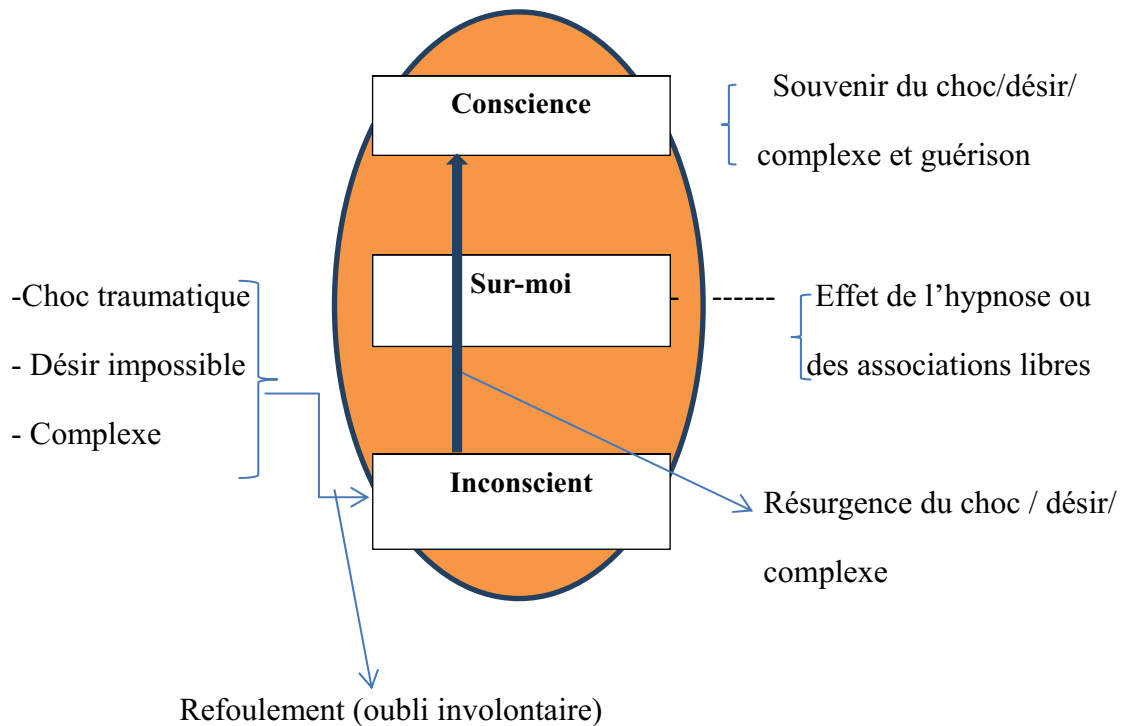 Conscience
Souvenir du choc/désir/
complexe et guérison
-Choc traumatique
- Désir impossible
- Complexe
Sur-moi
- ------
Effet de l’hypnose ou
des associations libres
Inconscient
Résurgence du choc / désir/
complexe
Refoulement (oubli involontaire)